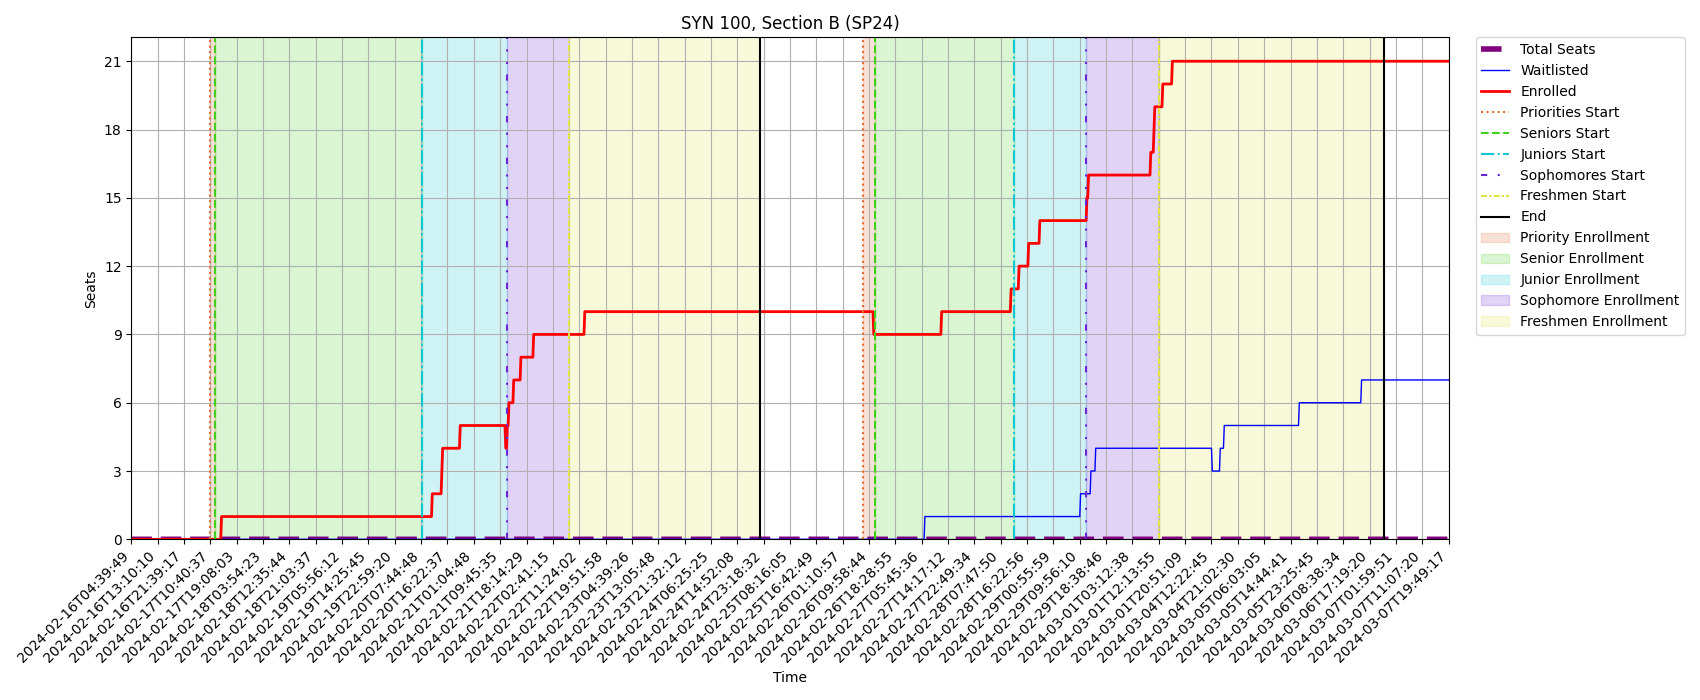 SYN 100, Section B (SP24)
Seats
21
18
15
12
9
6
3
0
2024-02-16T04:39:49
2024-02-16T13:10:10
2024-02-16T21:39:17
2024-02-17T10:40:37
2024-02-17T19:08:03
2024-02-18T03:54:23
2024-02-18T12:35:44
2024-02-18T21:03:37
2024-02-19T05:56:12
2024-02-19T14:25:45
2024-02-19T22:59:20
2024-02-20T07:44:48
2024-02-20T16:22:37
2024-02-21T01:04:48
2024-02-21T09:45:35
2024-02-21T18:14:29
2024-02-22T02:41:15
2024-02-22T11:24:02
2024-02-22T19:51:58
2024-02-23T04:39:26
2024-02-23T13:05:48
2024-02-23T21:32:12
2024-02-24T06:25:25
2024-02-24T14:52:08
2024-02-24T23:18:32
2024-02-25T08:16:05
2024-02-25T16:42:49
2024-02-26T01:10:57
2024-02-26T09:58:44
2024-02-26T18:28:55
2024-02-27T05:45:36
2024-02-27T14:17:12
2024-02-27T22:49:34
2024-02-28T07:47:50
2024-02-28T16:22:56
2024-02-29T00:55:59
2024-02-29T09:56:10
2024-02-29T18:38:46
2024-03-01T03:12:38
2024-03-01T12:13:55
2024-03-01T20:51:09
2024-03-04T12:22:45
2024-03-04T21:02:30
2024-03-05T06:03:05
2024-03-05T14:44:41
2024-03-05T23:25:45
2024-03-06T08:38:34
2024-03-06T17:19:20
2024-03-07T01:59:51
2024-03-07T11:07:20
2024-03-07T19:49:17
Time
Total Seats
Waitlisted
Enrolled
Priorities Start
Seniors Start
Juniors Start
Sophomores Start
Freshmen Start
End
Priority Enrollment
Senior Enrollment
Junior Enrollment
Sophomore Enrollment
Freshmen Enrollment